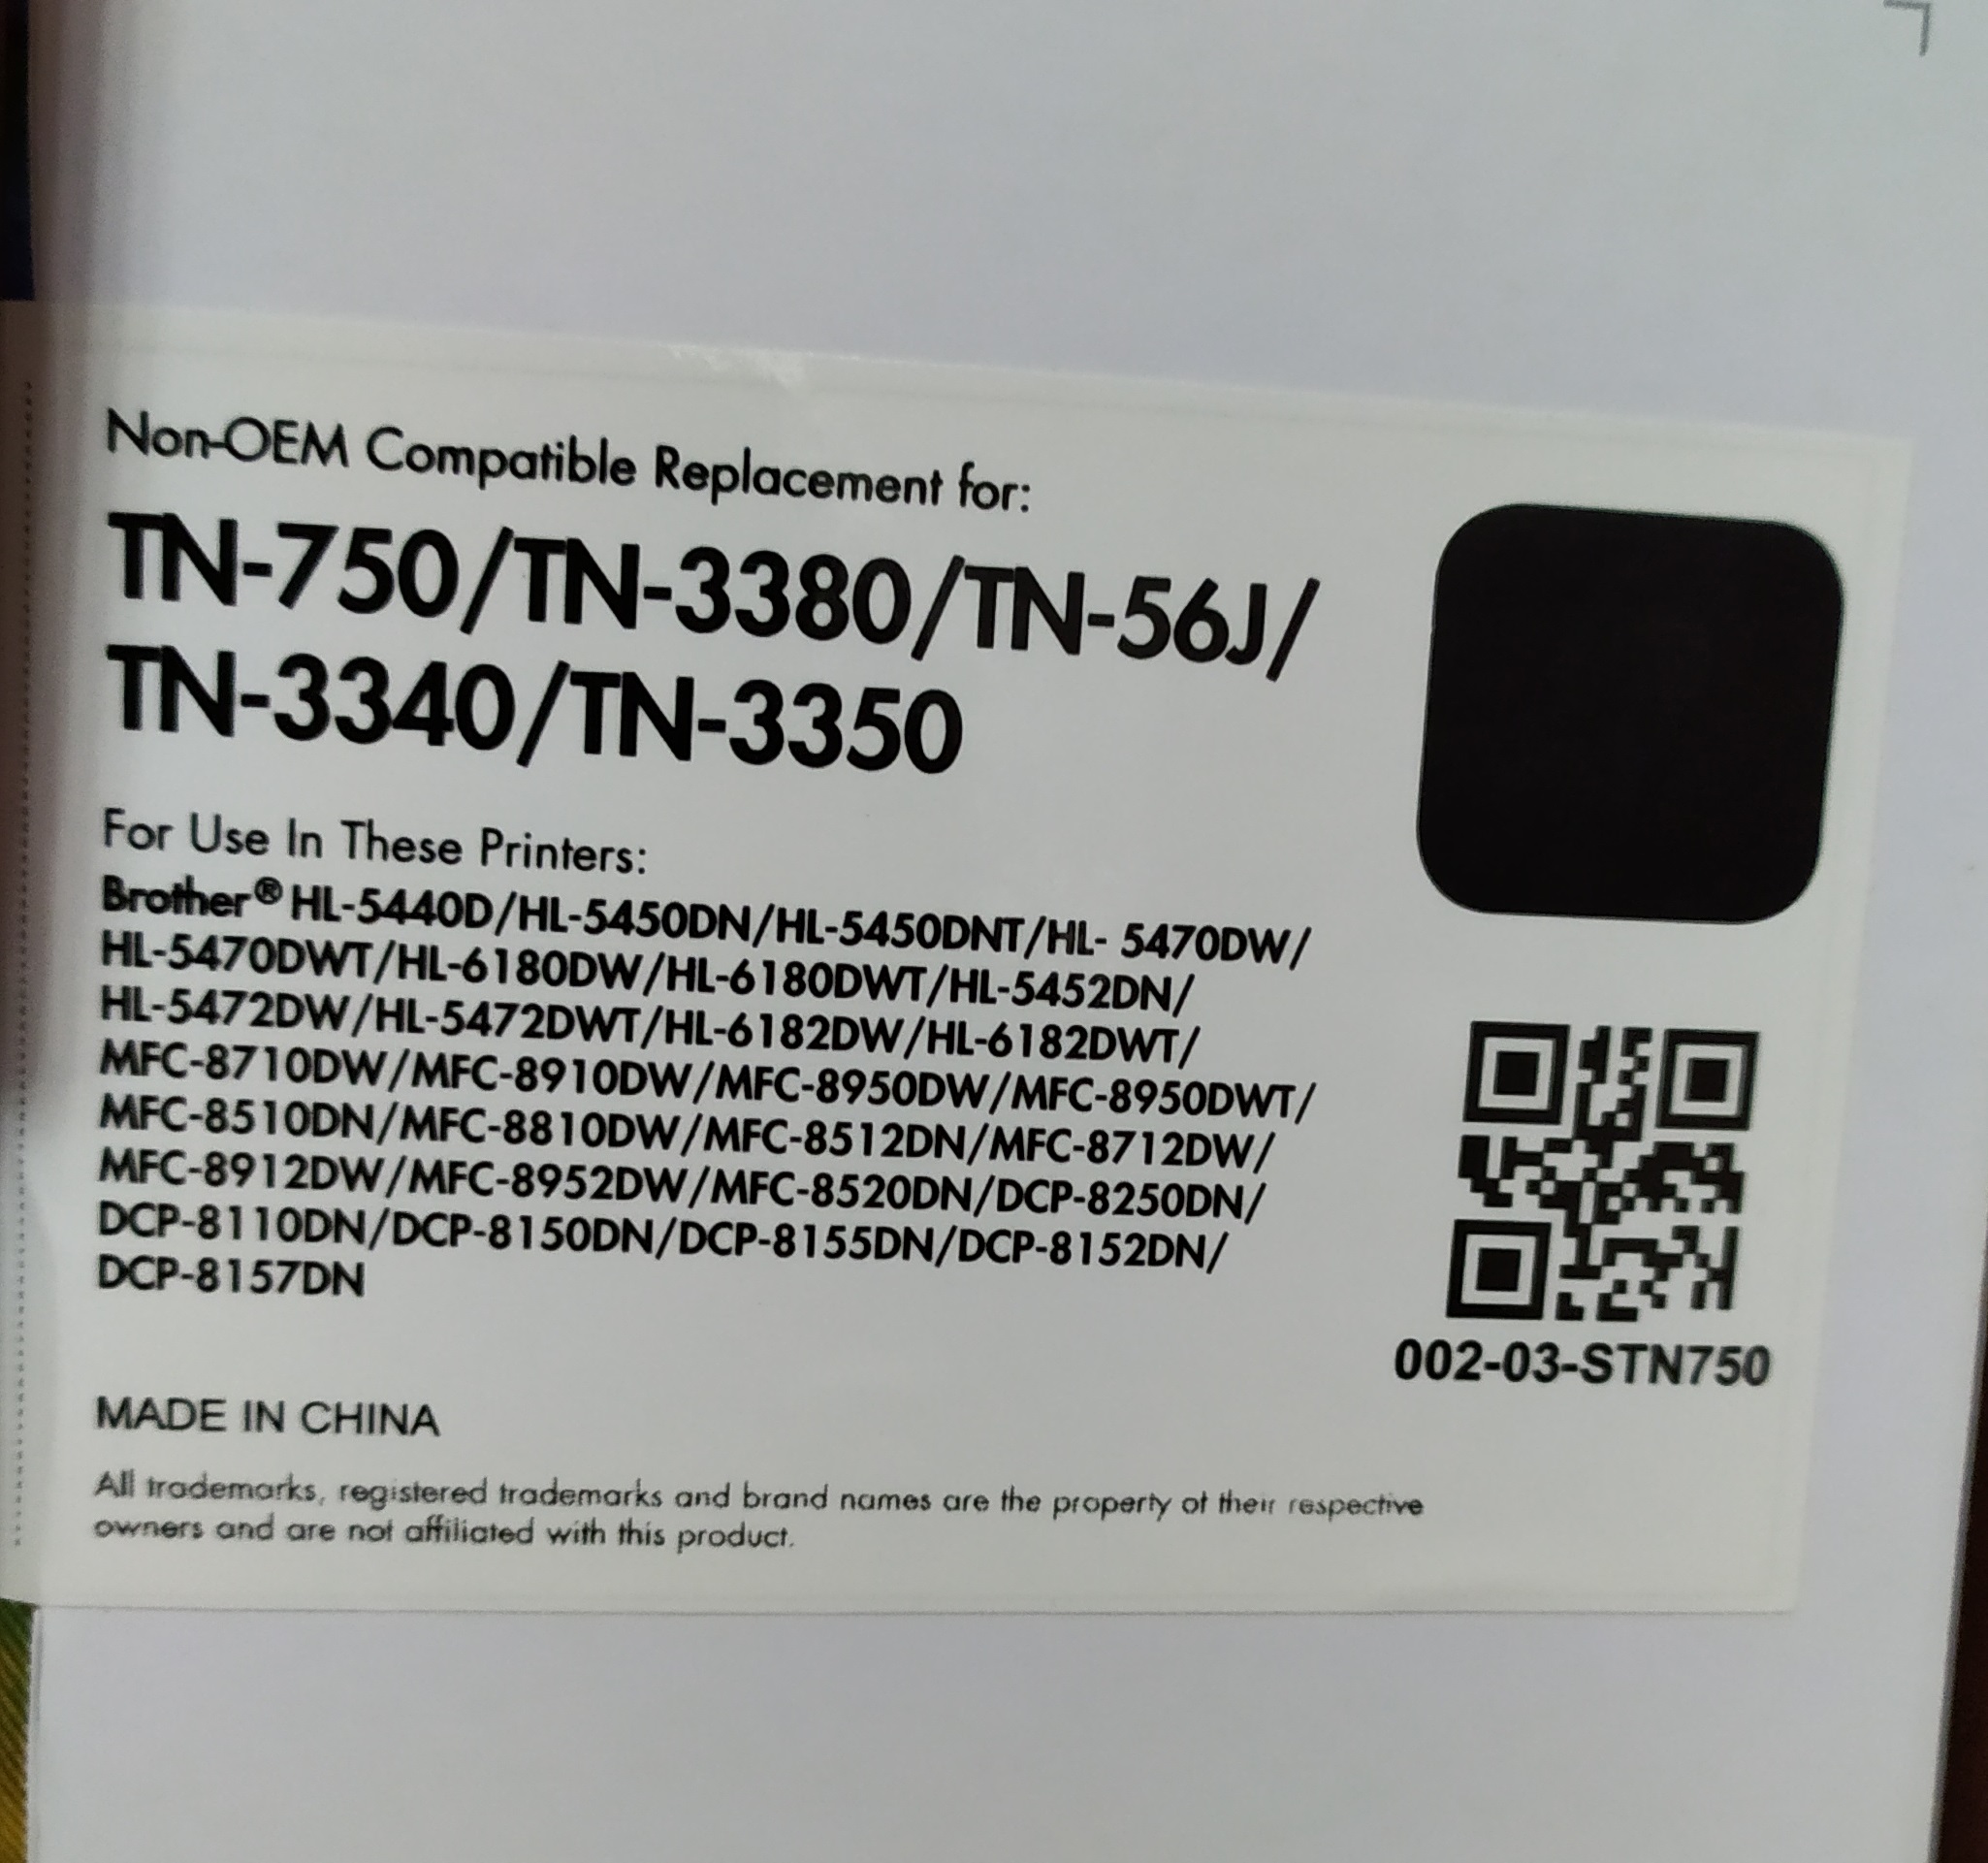 Non-OEM Compatible Replacement for:
TN-750/TN-3380/TN-56J/
TN-3340/TN-3350
For Use In These Printers:
Brother® HL-5440D/HL-5450DN/HL-5450DNT/HL- 5470DW/
HL-5470DWT/HL-6180DW/HL-6180DWT/HL-5452DN/
HL-5472DW/HL-5472DWT/HL-6182DW/HL-6182DWT/
MFC-8710DW/MFC-8910DW/MFC-8950DW/MFC-8950DWT/
MFC-8510DN/MFC-8810DW/MFC-8512DN/MFC-8712DW/
MFC-8912DW/MFC-8952DW/MFC-8520DN/DCP-8250DN/
DCP-8110DN/DCP-8150DN/DCP-8155DN/DCP-8152DN/
DCP-8157DN
002-03-STN750
MADE IN CHINA
All trademarks, registered trademarks and brand names are the property of their respective
owners and are not affiliated with this product.